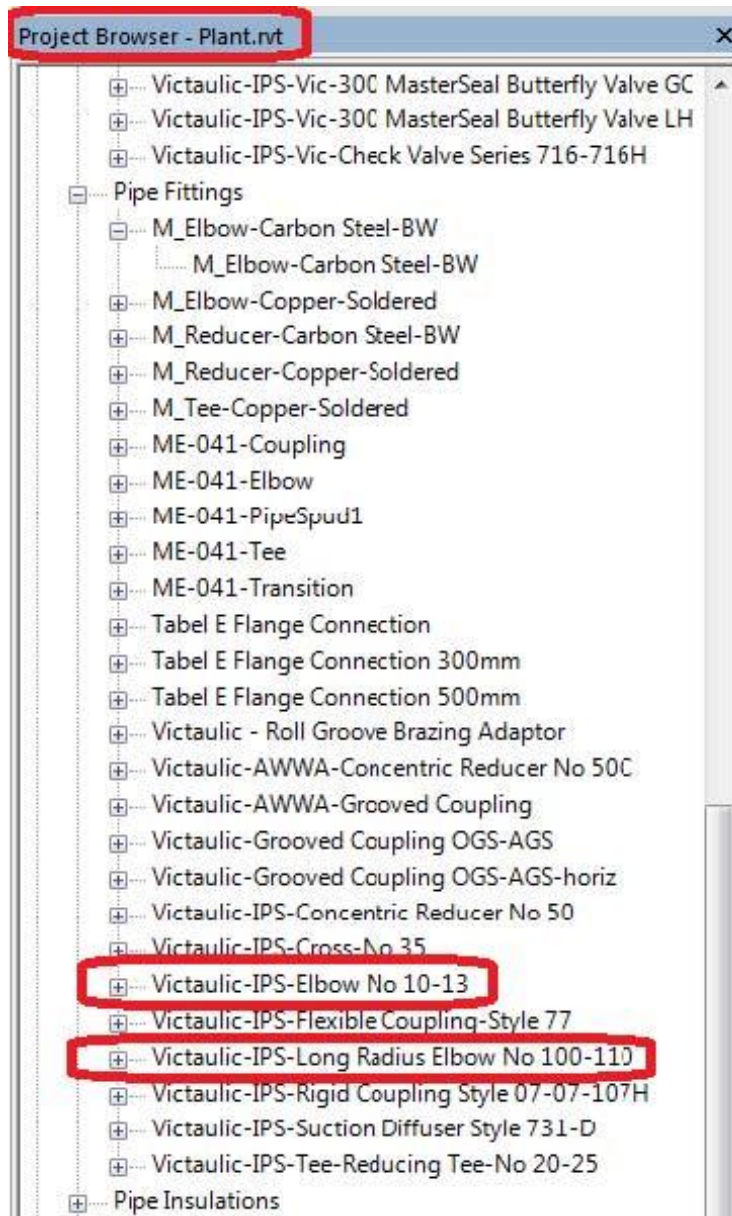 Project Browser - Plant.rvt
Victaulic-IPS-Vic-300 MasterSeal Butterfly Valve GO
Victaulic-IPS-Vic-300 MasterSeal Butterfly Valve LH
Victaulic-IPS-Vic-Check Valve Series 716-716H
Pipe Fittings
M_Elbow-Carbon Steel-BW
M_Elbow-Carbon Steel-BW
M_Elbow-Copper-Soldered
M_Reducer-Carbon Steel-BW
M_Reducer-Copper-Soldered
M_Tee-Copper-Soldered
ME-041-Coupling
ME-041-Elbow
ME-041-PipeSpud1
ME-041-Tee
ME-041-Transition
Tabel E Flange Connection
Tabel E Flange Connection 300mm
Tabel E Flange Connection 500mm
Victaulic - Roll Groove Brazing Adaptor
Victaulic-AWWA-Concentric Reducer No 50C
Victaulic-AWWA-Grooved Coupling
Victaulic-Grooved Coupling OGS-AGS
Victaulic-Grooved Coupling OGS-AGS-horiz
Victaulic-IPS-Concentric Reducer No 50
Victaulic-IPS-Cross-No 35
Victaulic-IPS-Elbow No 10-13
Victaulic-IPS-Flexible Coupling-Style 77
Victaulic-IPS-Long Radius Elbow No 100-110
Victaulic-IPS-Rigid Coupling Style 07-07-107H
Victaulic-IPS-Suction Diffuser Style 731-D
Victaulic-IPS-Tee-Reducing Tee-No 20-25
Pipe Insulations